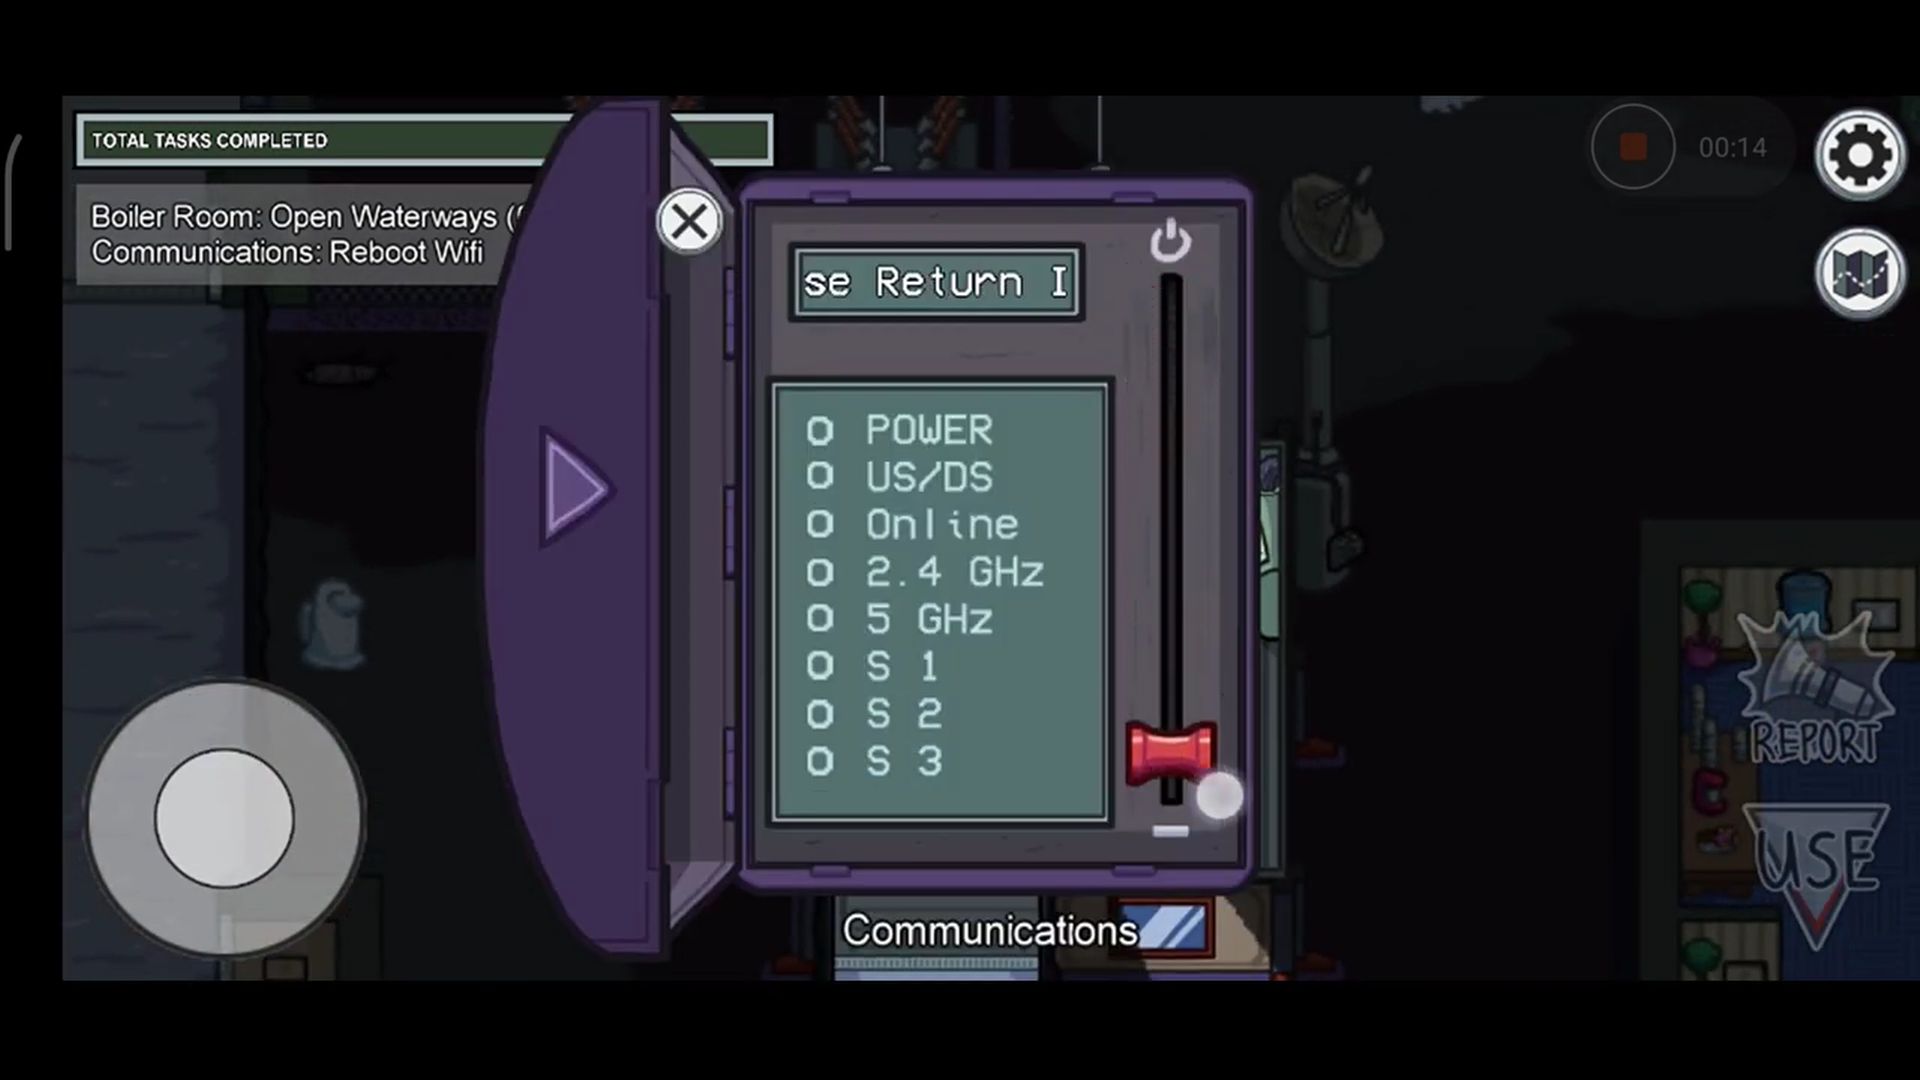 TOTAL TASKS COMPLETED
00:14
Boiler Room: Open Waterways (
Communications: Reboot Wifi
se Return I
O POWER
O US/DS
O Online
O 2.4 GHz
O 5 GHz
O S 1
O S 2
O S 3
REPORT
USE
Communications